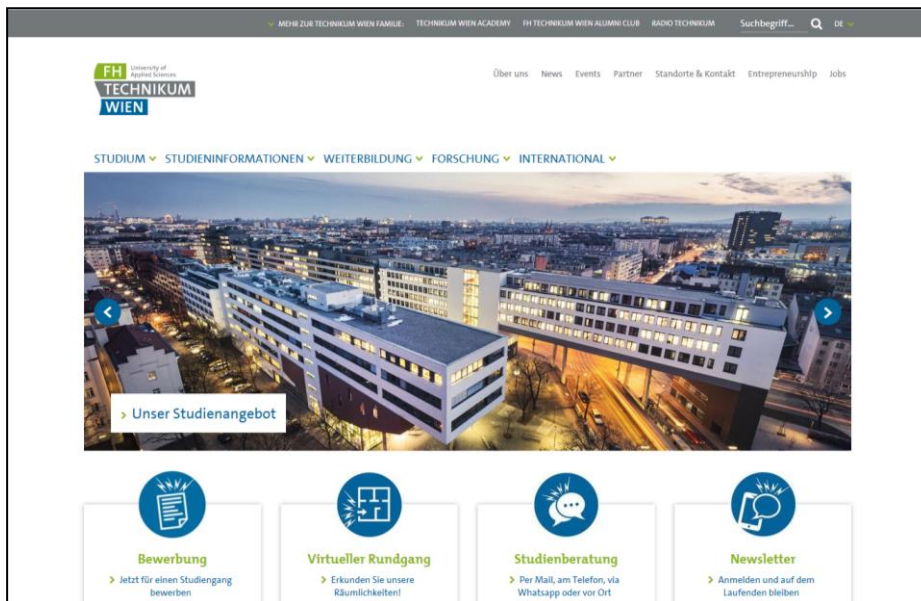 MEHR ZUR TECHNIKUM WIEN FAMILIE: TECHNIKUM WIEN ACADEMY FH TECHNIKUM WIEN ALUMNI CLUB RADIO TECHNIKUM Suchbegriff... DE
FH University of
Applied Sciences
TECHNIKUM
WIEN
Über uns News Events Partner Standorte & Kontakt Entrepreneurship Jobs
STUDIUM STUDIENINFORMATIONEN WEITERBILDUNG FORSCHUNG INTERNATIONAL
Unser Studienangebot
Bewerbung
Jetzt für einen Studiengang
bewerben
Virtueller Rundgang
Erkunden Sie unsere
Räumlichkeiten!
Studienberatung
Per Mail, am Telefon, via
Whatsapp oder vor Ort
Newsletter
Anmelden und auf dem
Laufenden bleiben